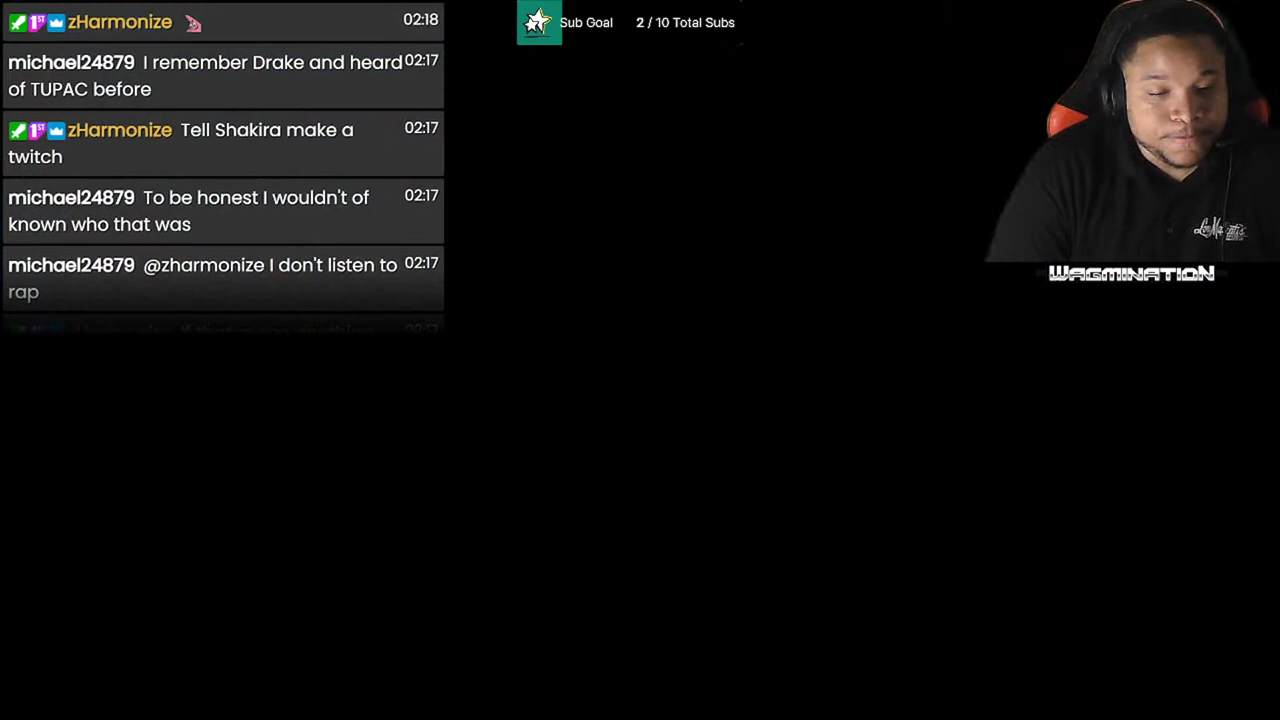 1ST zHarmonize 02:18
michael24879 I remember Drake and heard 02:17
of TUPAC before
1ST zHarmonize Tell Shakira make a 02:17
twitch
michael24879 To be honest I wouldn't of 02:17
known who that was
michael24879 @zharmonize I don't listen to 02:17
rap
Sub Goal 2 / 10 Total Subs
WAGMINATION